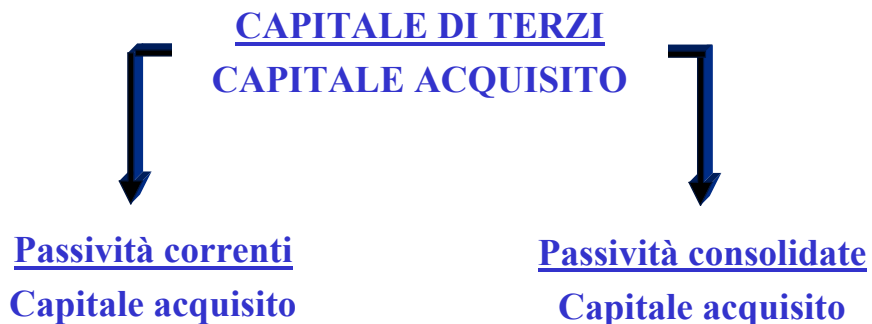 CAPITALE DI TERZI
CAPITALE ACQUISITO
Passività correnti
Capitale acquisito
Passività consolidate
Capitale acquisito